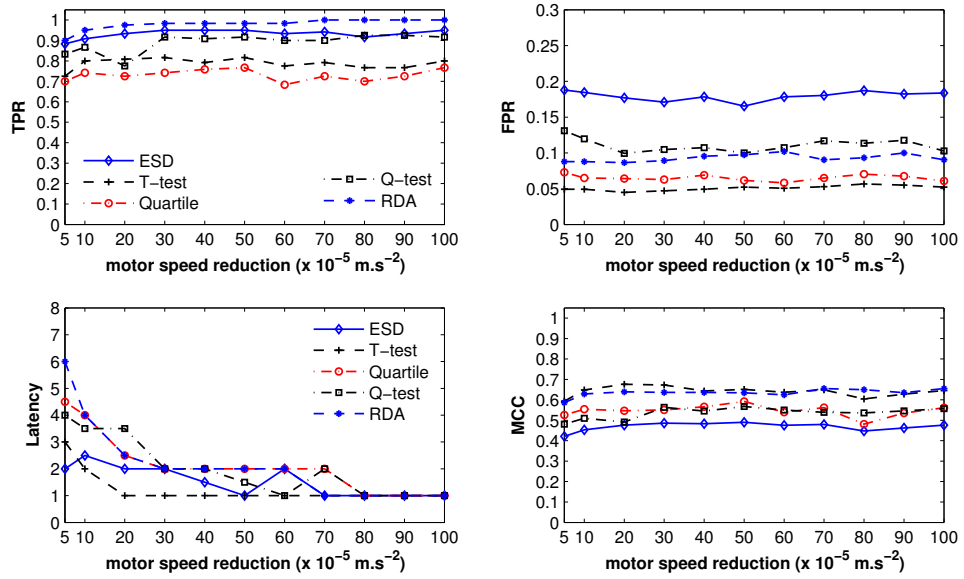 TPR
1
0.9
0.8
0.7
0.6
0.5
0.4
0.3
0.2
0.1
0
ESD
T−test
Quartile
Q−test
RDA
5 10 20 30 40 50 60 70 80 90 100
motor speed reduction (x 10⁻⁵ m.s⁻²)
FPR
0.3
0.25
0.2
0.15
0.1
0.05
0
5 10 20 30 40 50 60 70 80 90 100
motor speed reduction (x 10⁻⁵ m.s⁻²)
Latency
8
7
6
5
4
3
2
1
0
ESD
T−test
Quartile
Q−test
RDA
5 10 20 30 40 50 60 70 80 90 100
motor speed reduction (x 10⁻⁵ m.s⁻²)
MCC
1
0.9
0.8
0.7
0.6
0.5
0.4
0.3
0.2
0.1
0
5 10 20 30 40 50 60 70 80 90 100
motor speed reduction (x 10⁻⁵ m.s⁻²)